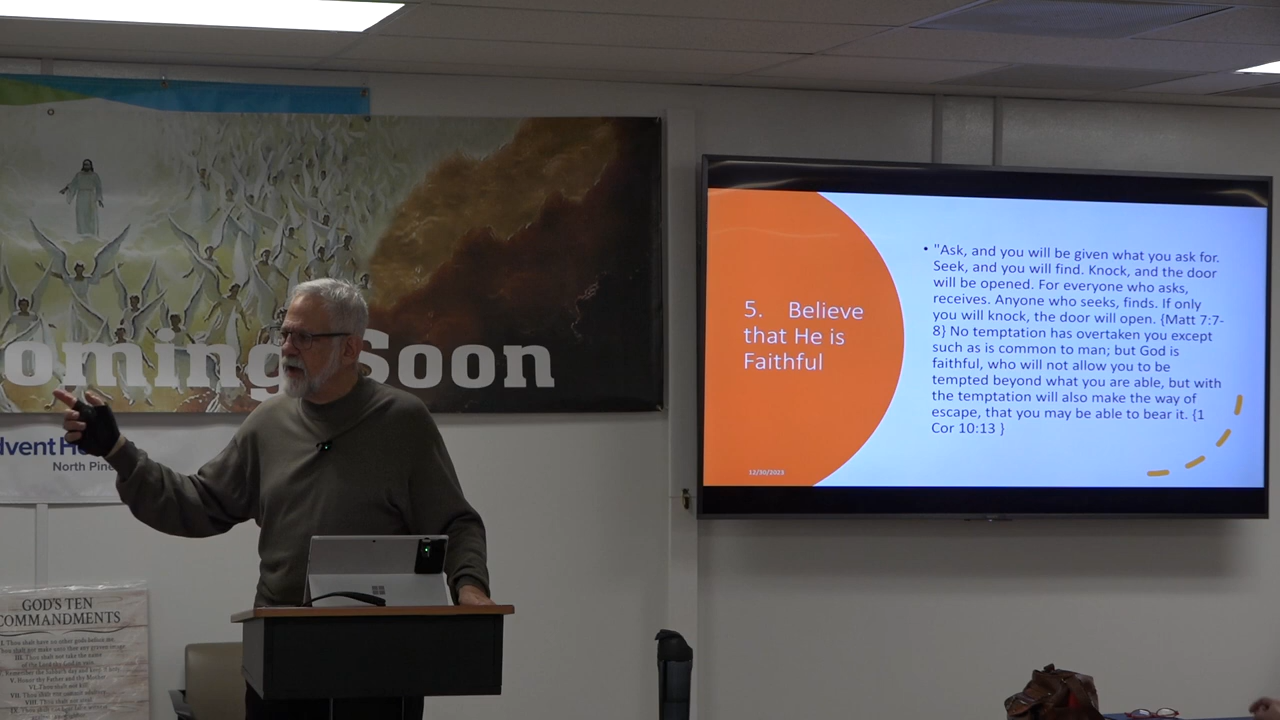 oming Soon
dvent He
North Pine
GOD'S TEN
COMMANDMENTS
5. Believe
that He is
Faithful
12/30/2023
• "Ask, and you will be given what you ask for.
Seek, and you will find. Knock, and the door
will be opened. For everyone who asks,
receives. Anyone who seeks, finds. If only
you will knock, the door will open. {Matt 7:7-
8} No temptation has overtaken you except
such as is common to man; but God is
faithful, who will not allow you to be
tempted beyond what you are able, but with
the temptation will also make the way of
escape, that you may be able to bear it. {1
Cor 10:13 }